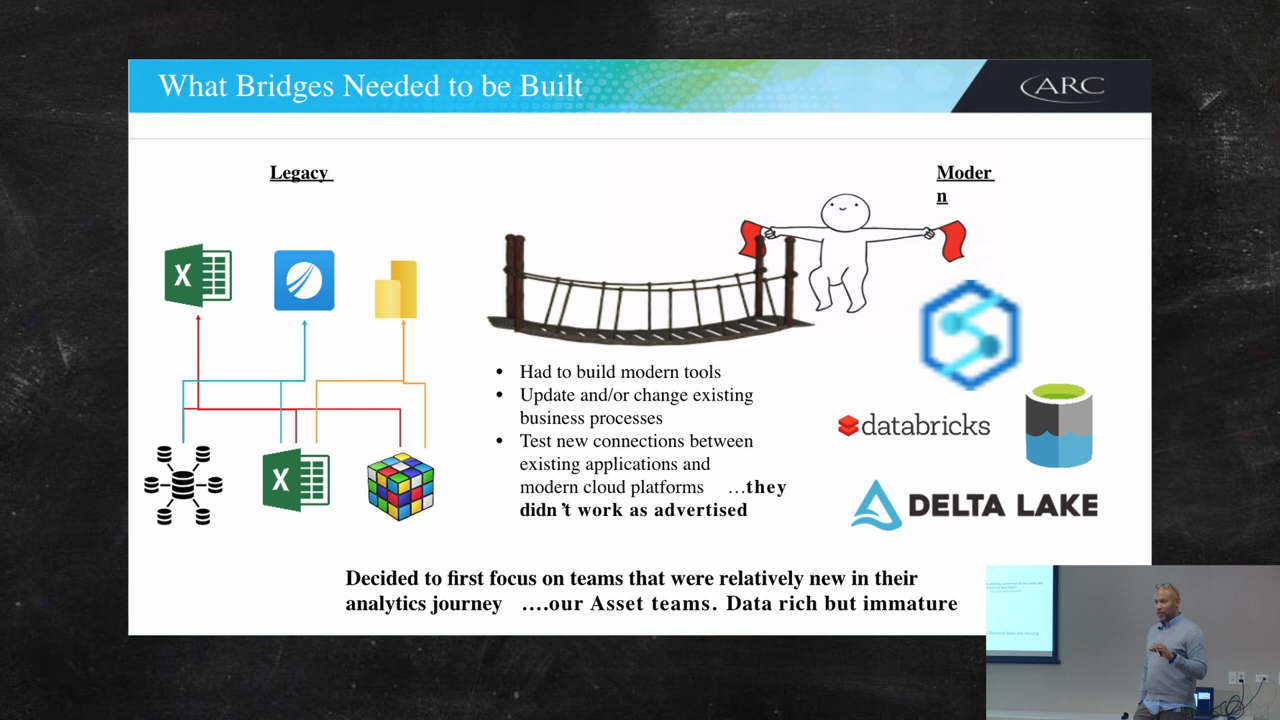 What Bridges Needed to be Built
ARC
Legacy
Moder
n
X
X
• Had to build modern tools
• Update and/or change existing
business processes
• Test new connections between
existing applications and
modern cloud platforms …they
didn't work as advertised
databricks
DELTA LAKE
Decided to first focus on teams that were relatively new in their
analytics journey ….our Asset teams. Data rich but immature